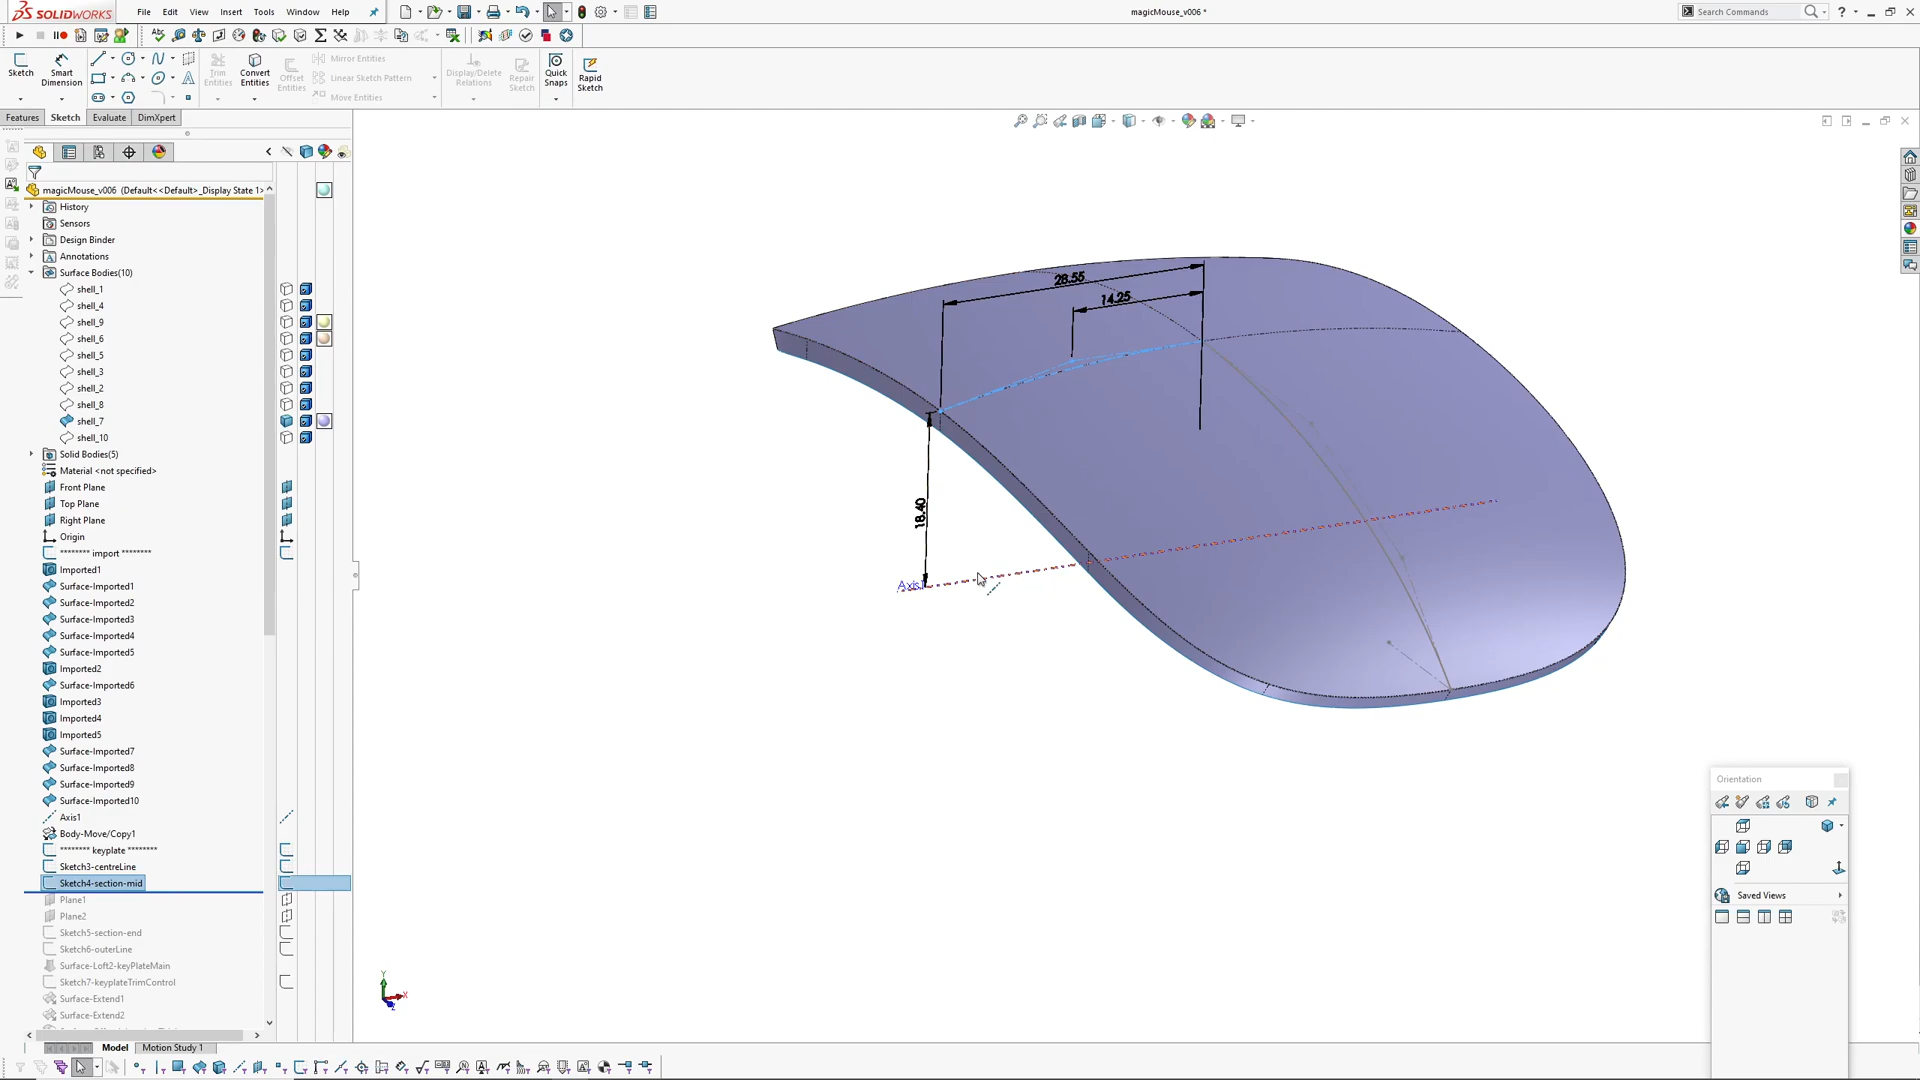 SOLIDWORKS
File
Edit
View
Insert
Tools
Window
Help
magicMouse_v006 *
Search Commands
Sketch
Smart Dimension
Trim Entities
Convert Entities
Offset Entities
Mirror Entities
Linear Sketch Pattern
Move Entities
Display/Delete Relations
Repair Sketch
Quick Snaps
Rapid Sketch
Features
Sketch
Evaluate
DimXpert
magicMouse_v006 (Default<<Default>_Display State 1>
History
Sensors
Design Binder
Annotations
Surface Bodies(10)
shell_1
shell_4
shell_9
shell_6
shell_5
shell_3
shell_2
shell_8
shell_7
shell_10
Solid Bodies(5)
Material <not specified>
Front Plane
Top Plane
Right Plane
Origin
******** import ********
Imported1
Surface-Imported1
Surface-Imported2
Surface-Imported3
Surface-Imported4
Surface-Imported5
Imported2
Surface-Imported6
Imported3
Imported4
Imported5
Surface-Imported7
Surface-Imported8
Surface-Imported9
Surface-Imported10
Axis1
Body-Move/Copy1
******** keyplate ********
Sketch3-centreLine
Sketch4-section-mid
Plane1
Plane2
Sketch5-section-end
Sketch6-outerLine
Surface-Loft2-keyPlateMain
Sketch7-keyplateTrimControl
Surface-Extend1
Surface-Extend2
28.55
14.25
18.40
Axis1
Y
X
Z
Orientation
Saved Views
Model
Motion Study 1